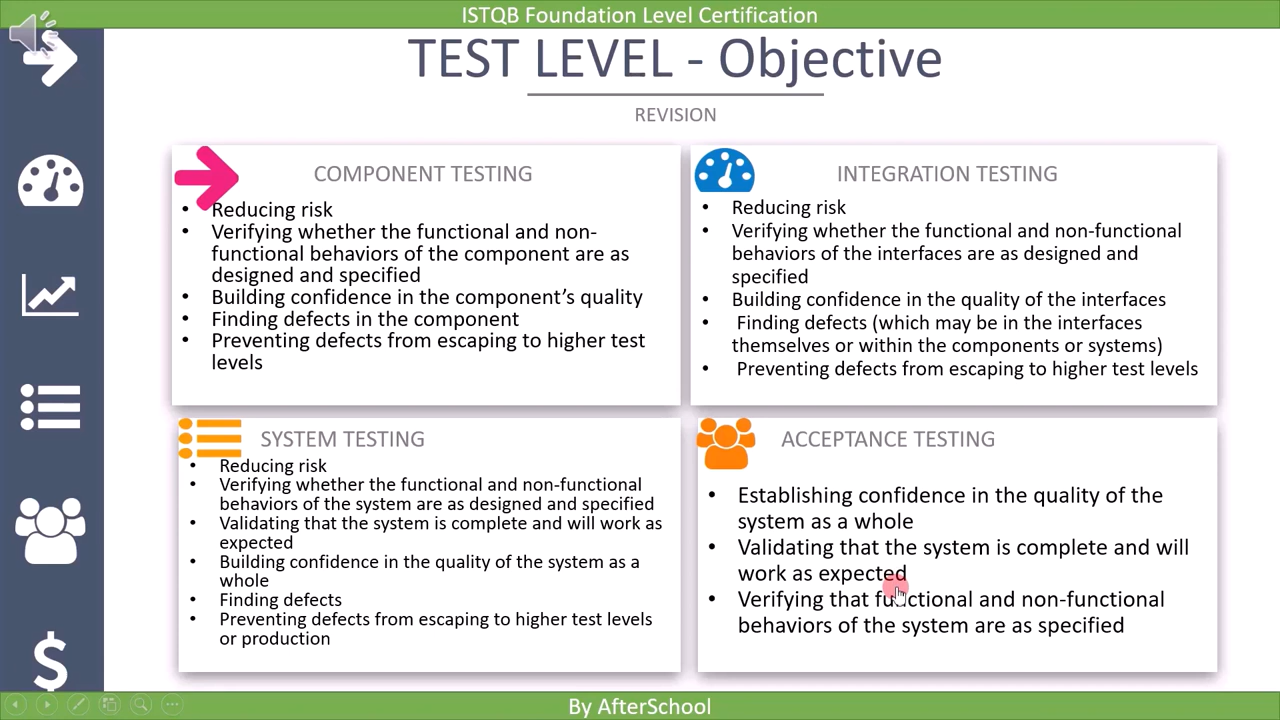 ISTQB Foundation Level Certification
TEST LEVEL - Objective
REVISION
COMPONENT TESTING
• Reducing risk
• Verifying whether the functional and non-
functional behaviors of the component are as
designed and specified
• Building confidence in the component’s quality
• Finding defects in the component
• Preventing defects from escaping to higher test
levels
INTEGRATION TESTING
• Reducing risk
• Verifying whether the functional and non-functional
behaviors of the interfaces are as designed and
specified
• Building confidence in the quality of the interfaces
• Finding defects (which may be in the interfaces
themselves or within the components or systems)
• Preventing defects from escaping to higher test levels
SYSTEM TESTING
• Reducing risk
• Verifying whether the functional and non-functional
behaviors of the system are as designed and specified
• Validating that the system is complete and will work as
expected
• Building confidence in the quality of the system as a
whole
• Finding defects
• Preventing defects from escaping to higher test levels
or production
ACCEPTANCE TESTING
• Establishing confidence in the quality of the
system as a whole
• Validating that the system is complete and will
work as expected
• Verifying that functional and non-functional
behaviors of the system are as specified
By AfterSchool